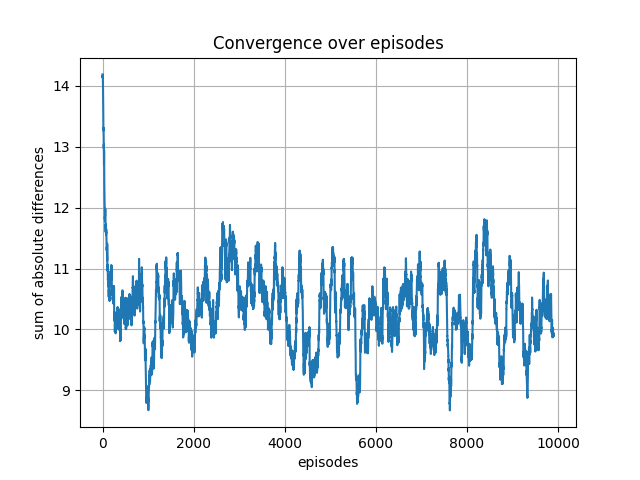 Convergence over episodes
sum of absolute differences
14
13
12
11
10
9
0 2000 4000 6000 8000 10000
episodes